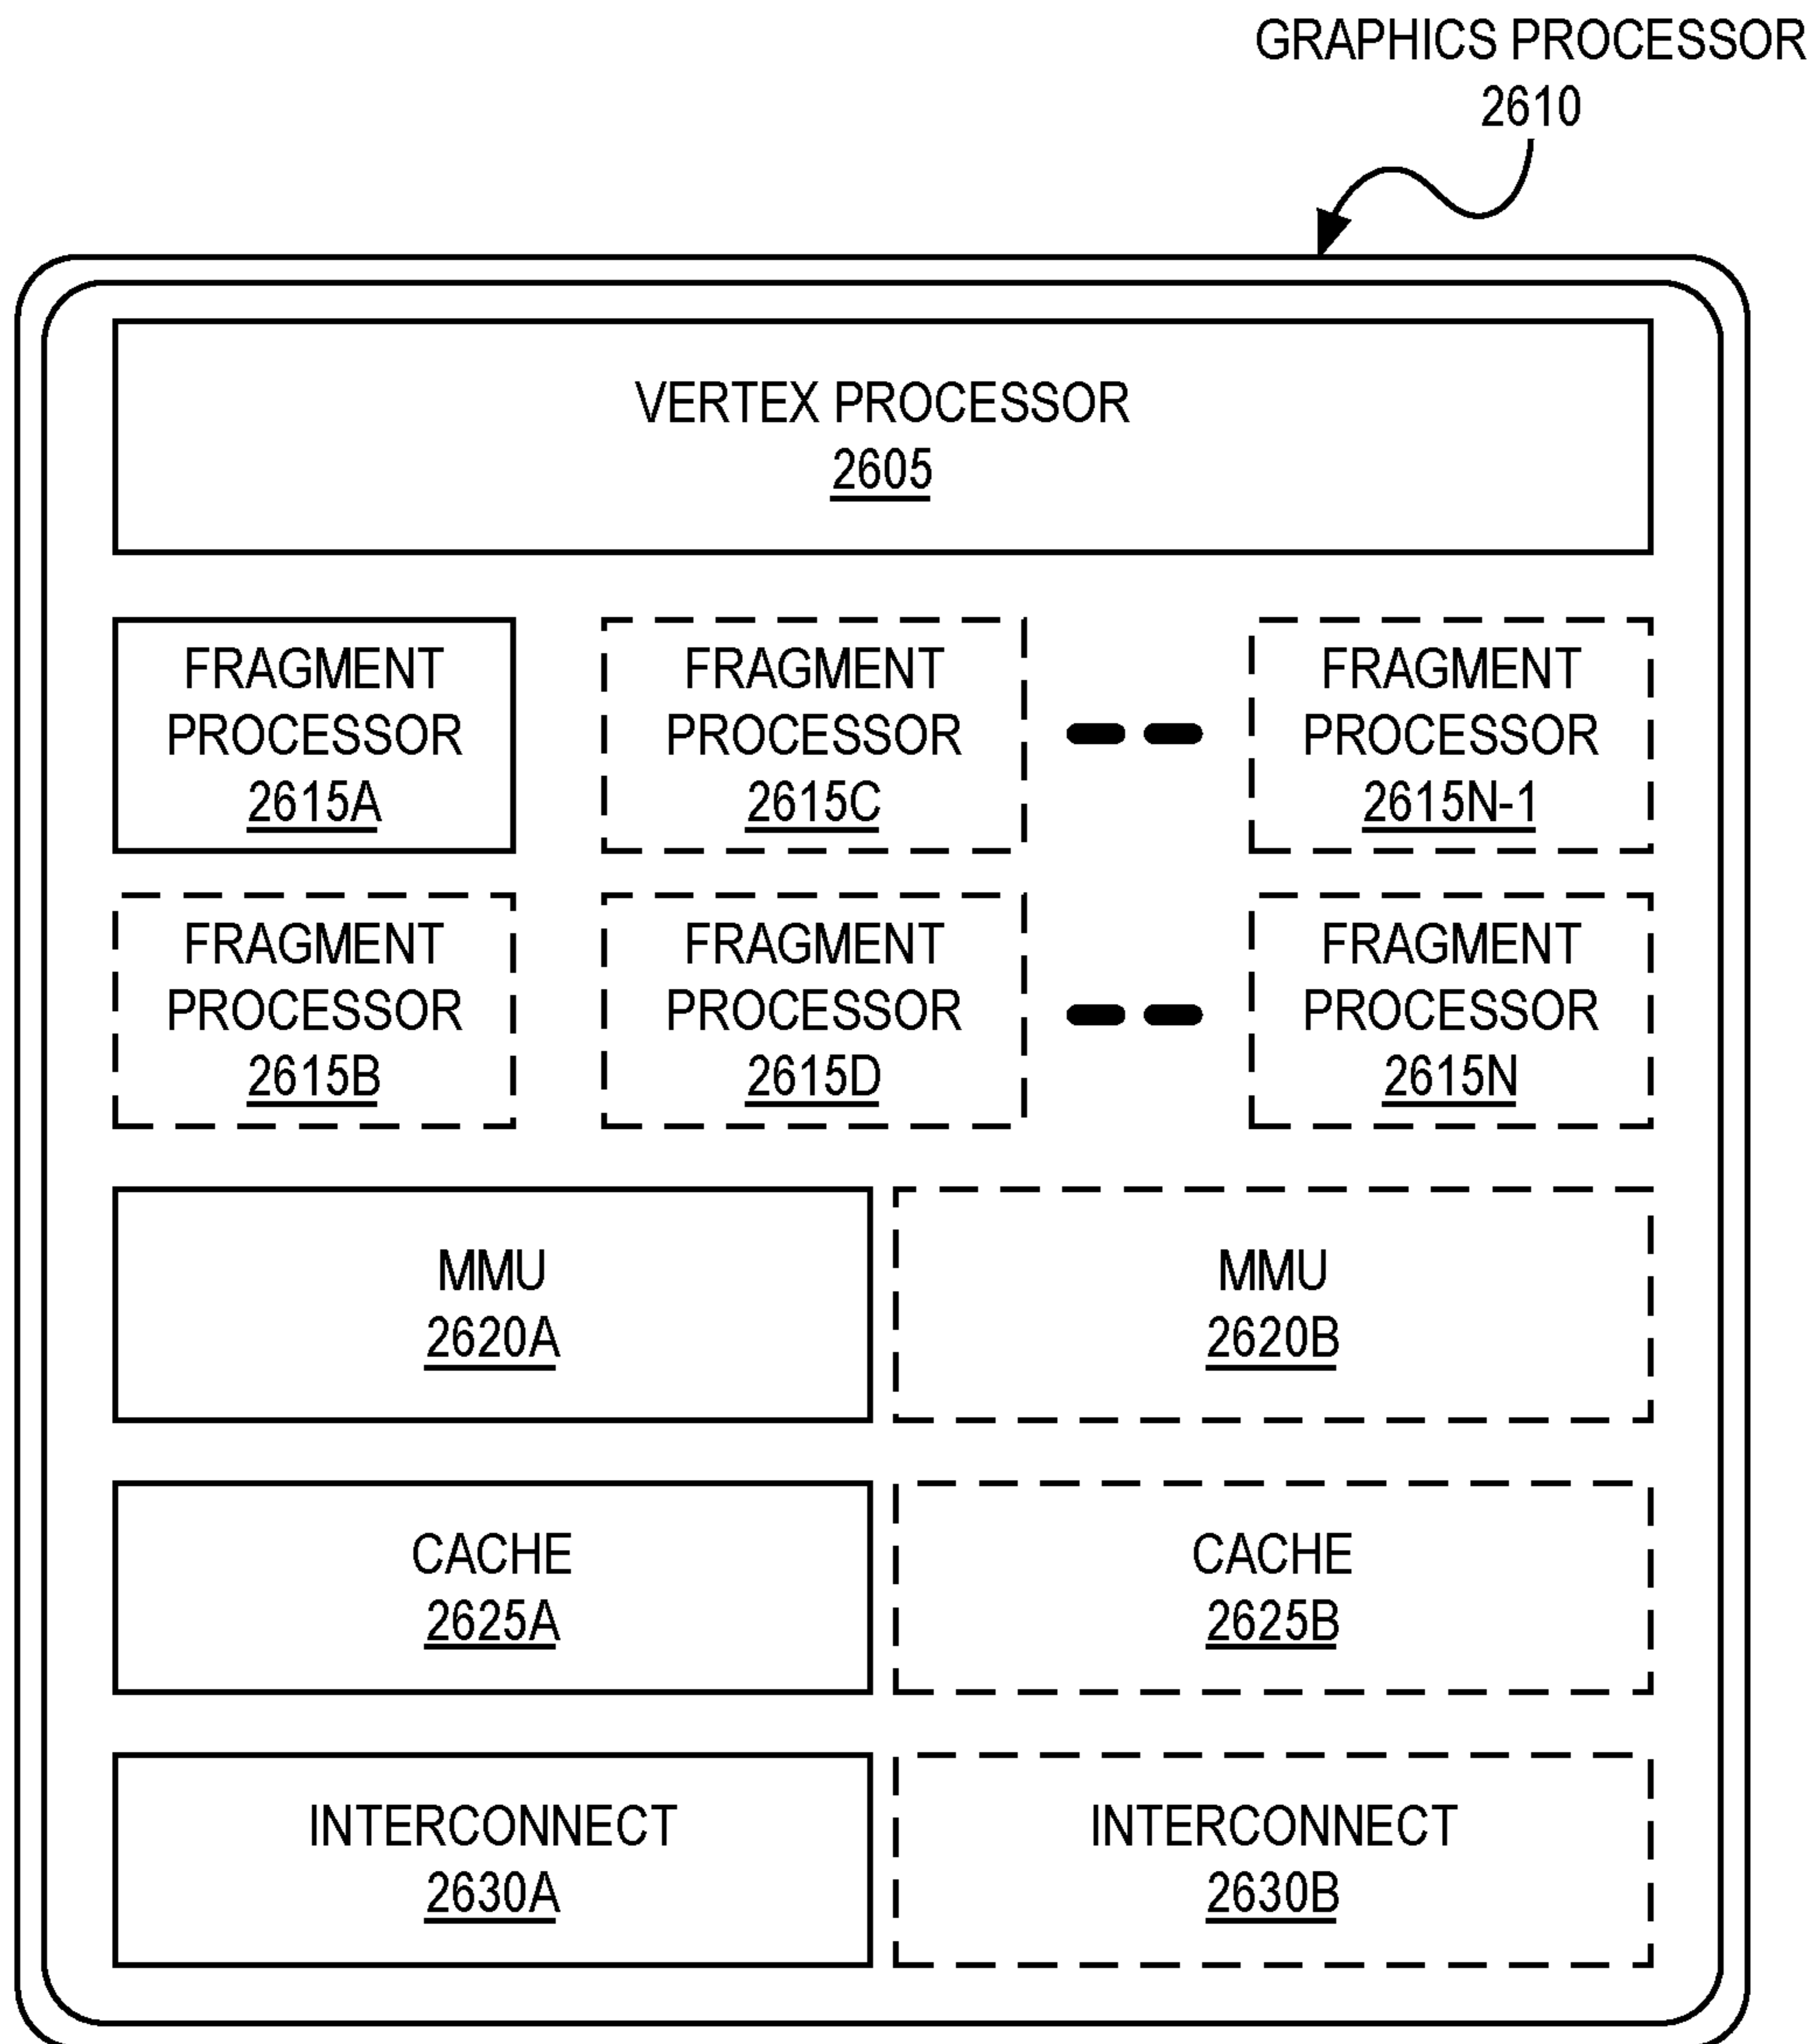 GRAPHICS PROCESSOR
2610
VERTEX PROCESSOR
2605
FRAGMENT
PROCESSOR
2615A
FRAGMENT
PROCESSOR
2615C
FRAGMENT
PROCESSOR
2615N-1
FRAGMENT
PROCESSOR
2615B
FRAGMENT
PROCESSOR
2615D
FRAGMENT
PROCESSOR
2615N
MMU
2620A
MMU
2620B
CACHE
2625A
CACHE
2625B
INTERCONNECT
2630A
INTERCONNECT
2630B